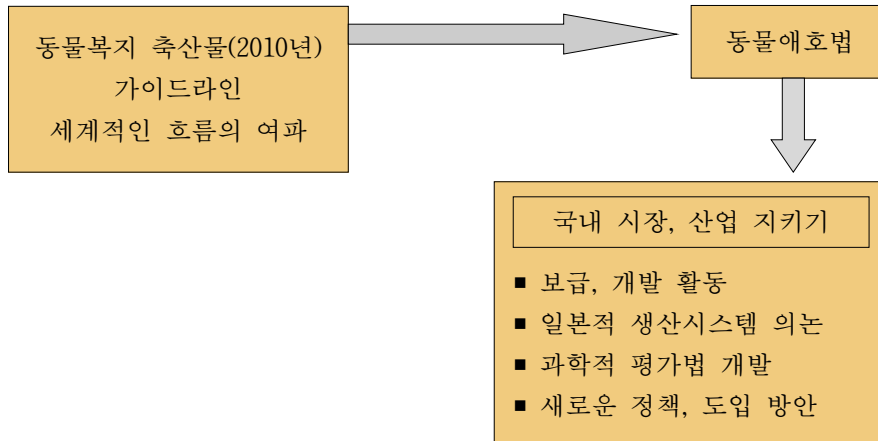 동물복지 축산물(2010년)
가이드라인
세계적인 흐름의 여파
동물애호법
국내 시장, 산업 지키기
▪ 보급, 개발 활동
▪ 일본적 생산시스템 의논
▪ 과학적 평가법 개발
▪ 새로운 정책, 도입 방안